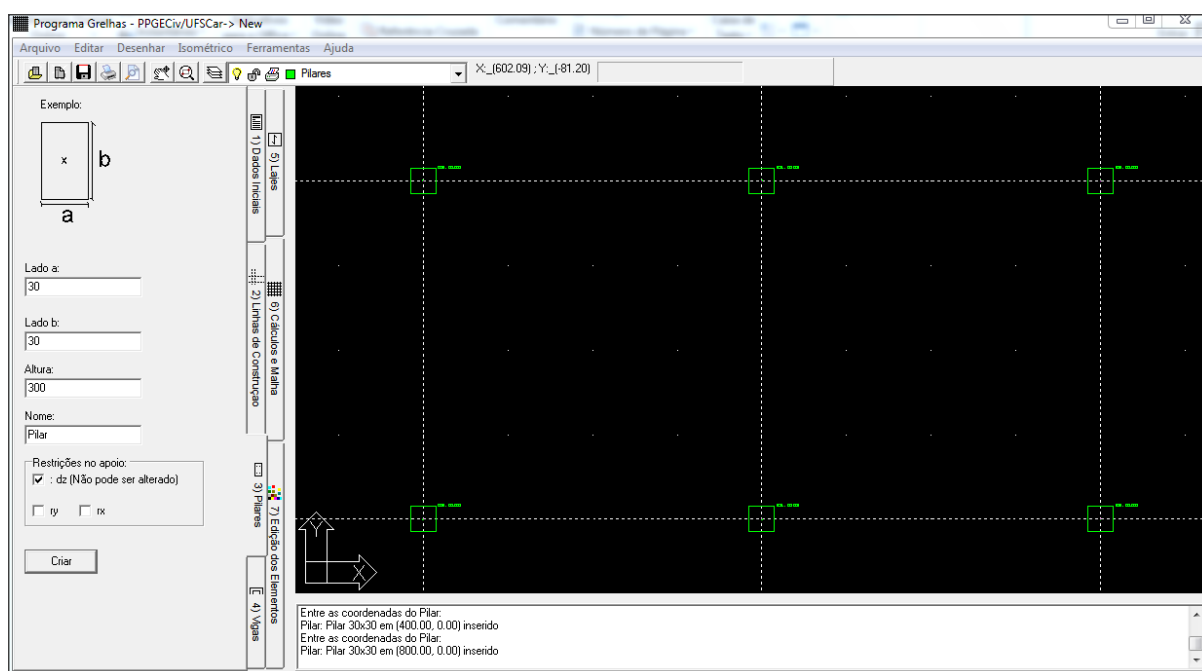 Programa Grelhas - PPGECiv/UFSCar-> New
Arquivo Editar Desenhar Isométrico Ferramentas Ajuda
Pilares
X:_(602.09) ; Y:_(-81.20)
Exemplo:
x
b
a
Lado a:
30
Lado b:
30
Altura:
300
Nome:
Pilar
Restrições no apoio:
: dz (Não pode ser alterado)
ry rx
Criar
1) Dados Iniciais
2) Linhas de Construçao
3) Pilares
4) Vigas
5) Lajes
6) Cálculos e Malha
7) Edição dos Elementos
Y
X
Entre as coordenadas do Pilar:
Pilar: Pilar 30x30 em (400.00, 0.00) inserido
Entre as coordenadas do Pilar:
Pilar: Pilar 30x30 em (800.00, 0.00) inserido